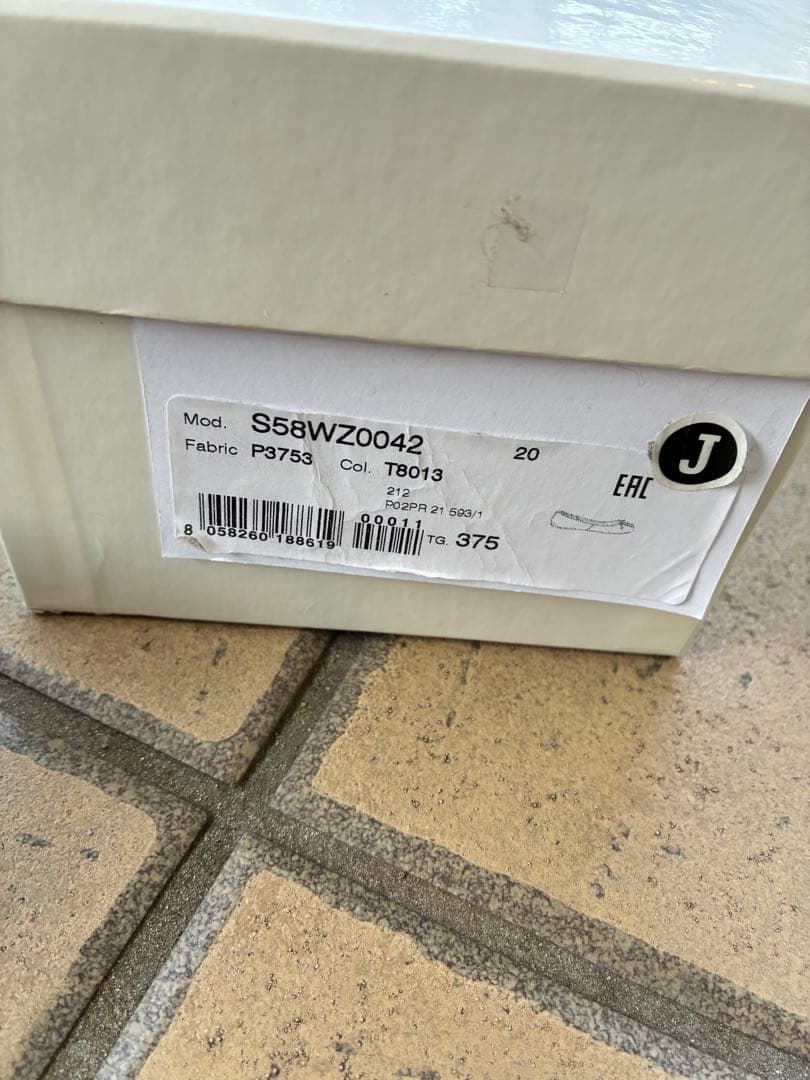 Mod. S58WZ0042 20
Fabric P3753 Col. T8013
212
P02PR 21 593/1
EAC
J
00011
8 058260 188619
TG. 375